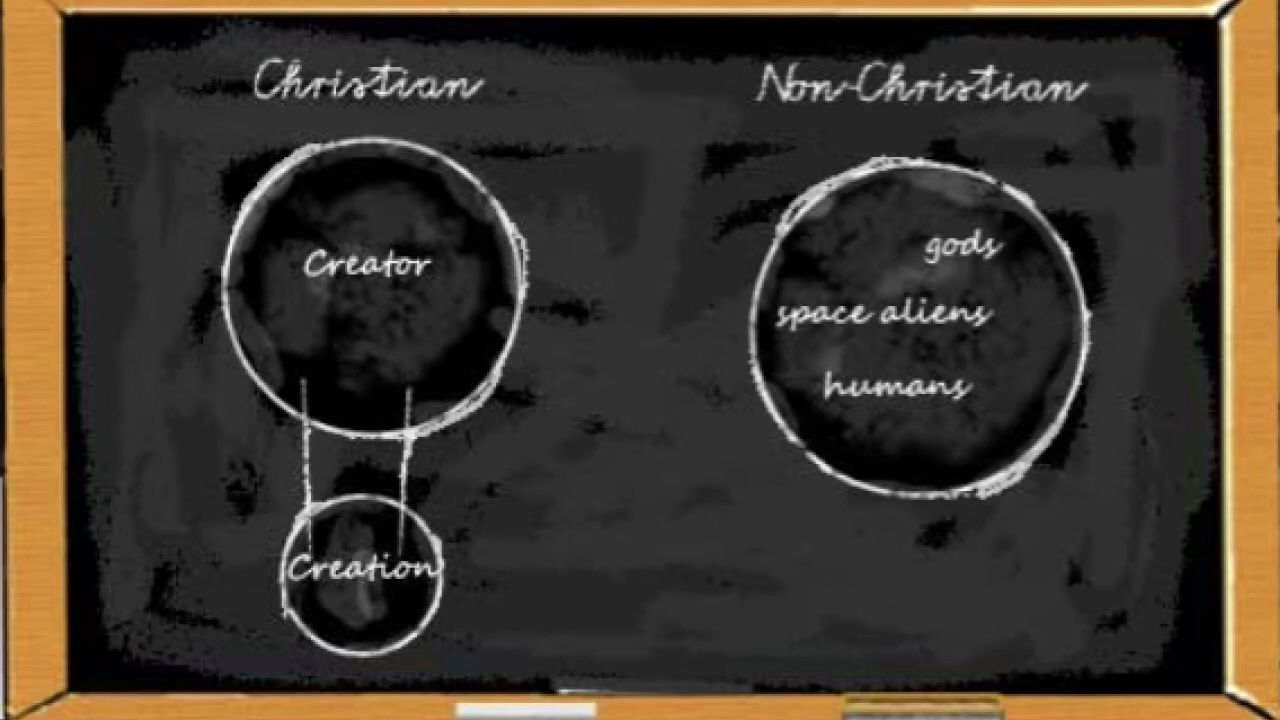 Christian
Creator
Creation
Non-Christian
gods
space aliens
humans